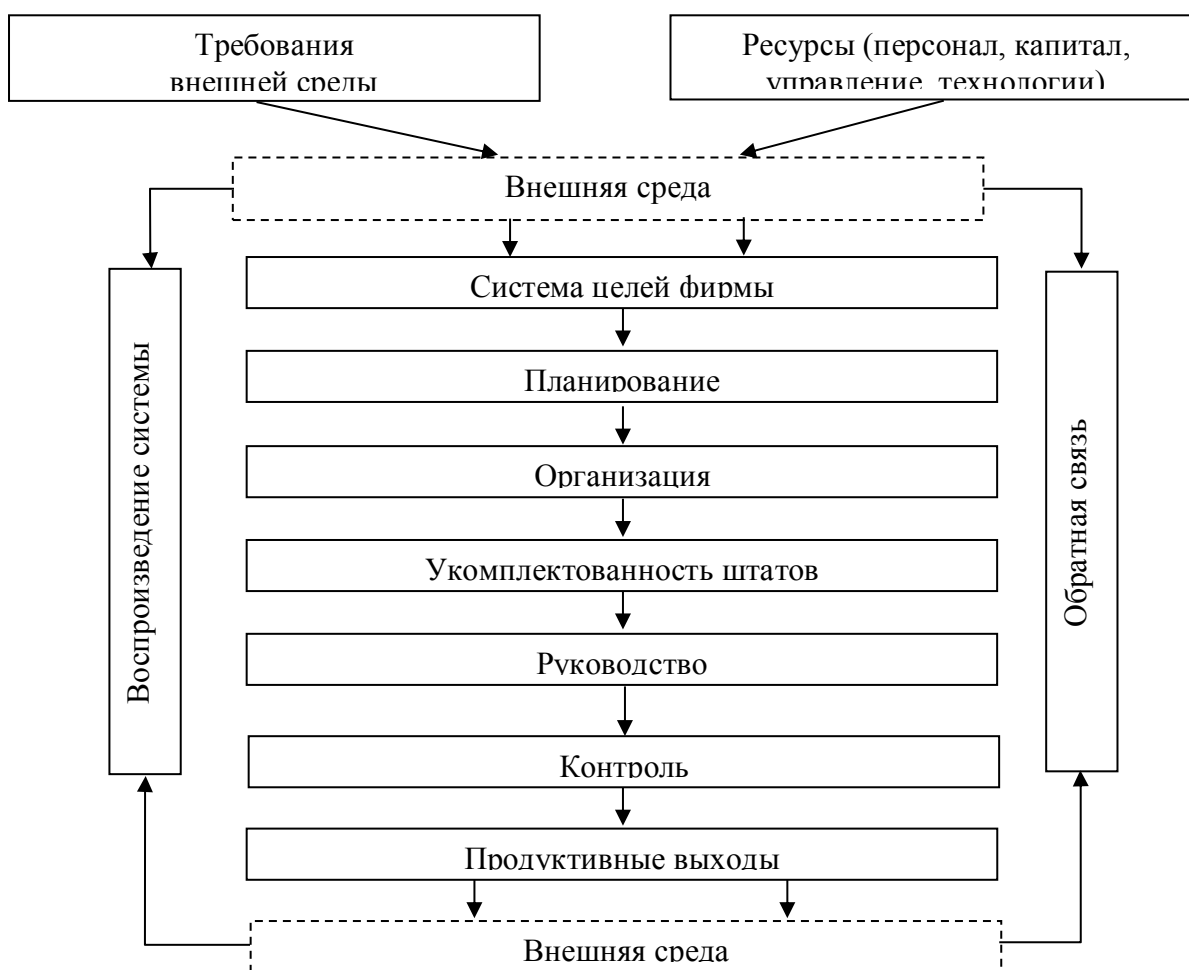 Требования
внешней среды
Ресурсы (персонал, капитал,
управление, технологии)
Внешняя среда
Система целей фирмы
Планирование
Организация
Укомплектованность штатов
Руководство
Контроль
Продуктивные выходы
Внешняя среда
Воспроизведение системы
Обратная связь